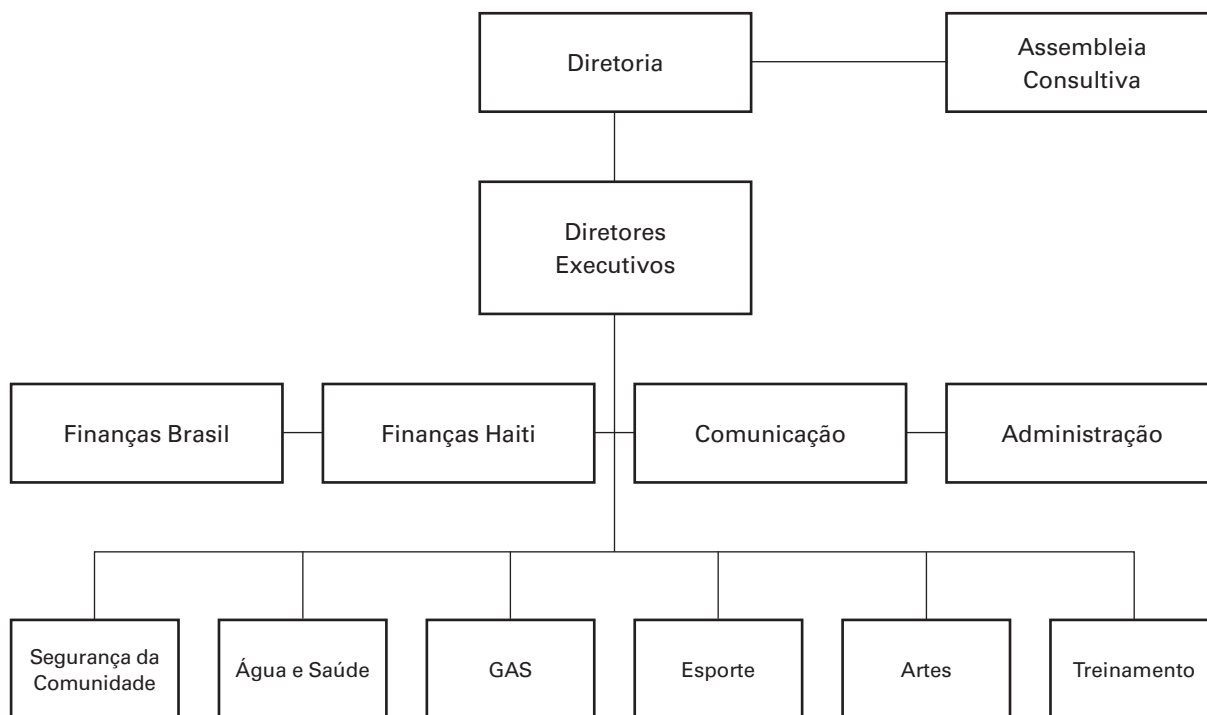 Diretoria
Assembleia
Consultiva
Diretores
Executivos
Finanças Brasil
Finanças Haiti
Comunicação
Administração
Segurança da
Comunidade
Água e Saúde
GAS
Esporte
Artes
Treinamento